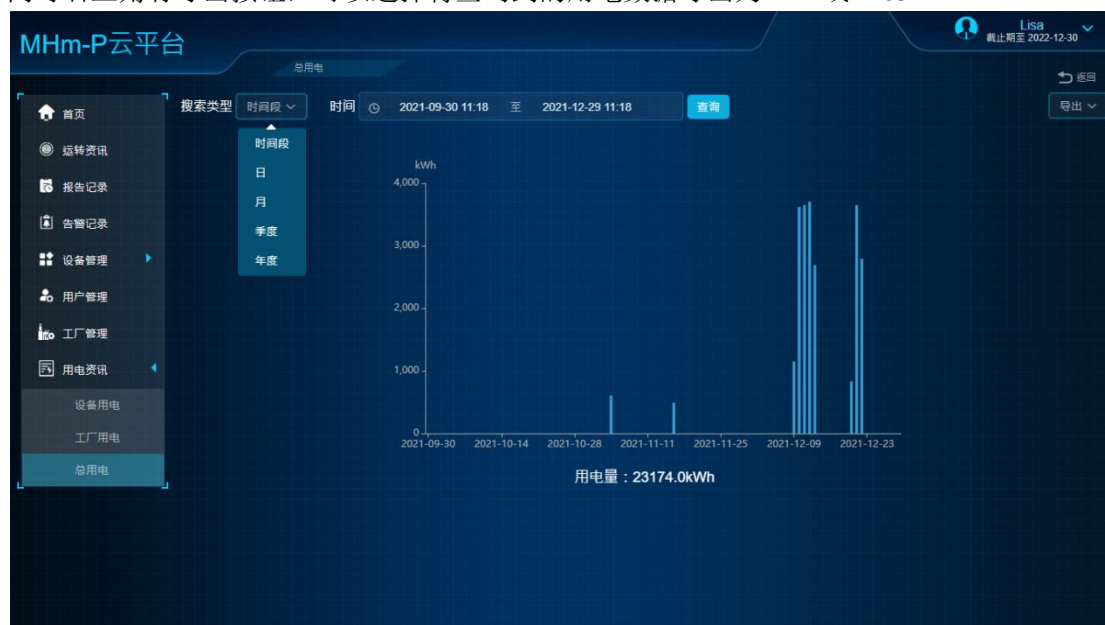 MHm-P云平台
Lisa
截止期至 2022-12-30
总用电
返回
首页
运转资讯
报告记录
告警记录
设备管理
用户管理
工厂管理
用电资讯
设备用电
工厂用电
总用电
搜索类型 时间段 时间 2021-09-30 11:18 至 2021-12-29 11:18 查询 导出
时间段
日
月
季度
年度
kWh
4,000
3,000
2,000
1,000
0
2021-09-30 2021-10-14 2021-10-28 2021-11-11 2021-11-25 2021-12-09 2021-12-23
用电量：23174.0kWh